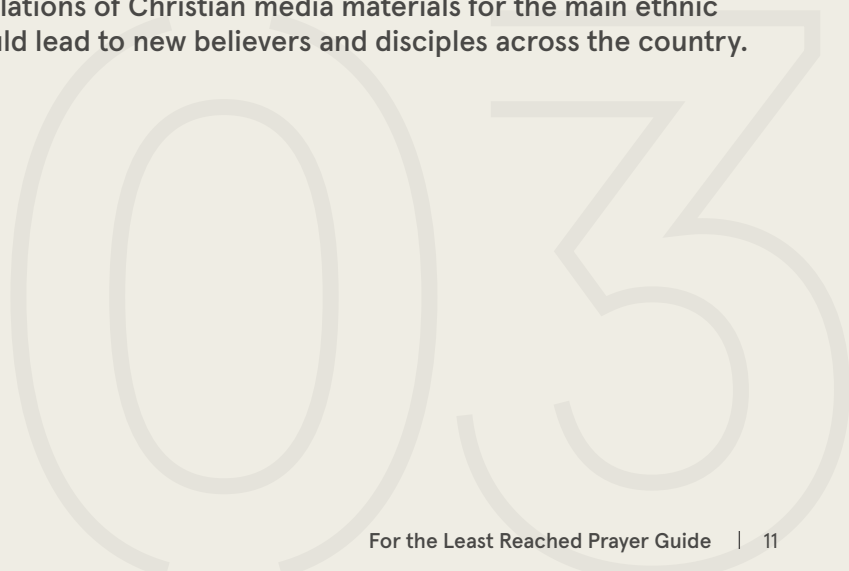 lations of Christian media materials for the main ethnic
ld lead to new believers and disciples across the country.
03
For the Least Reached Prayer Guide | 11